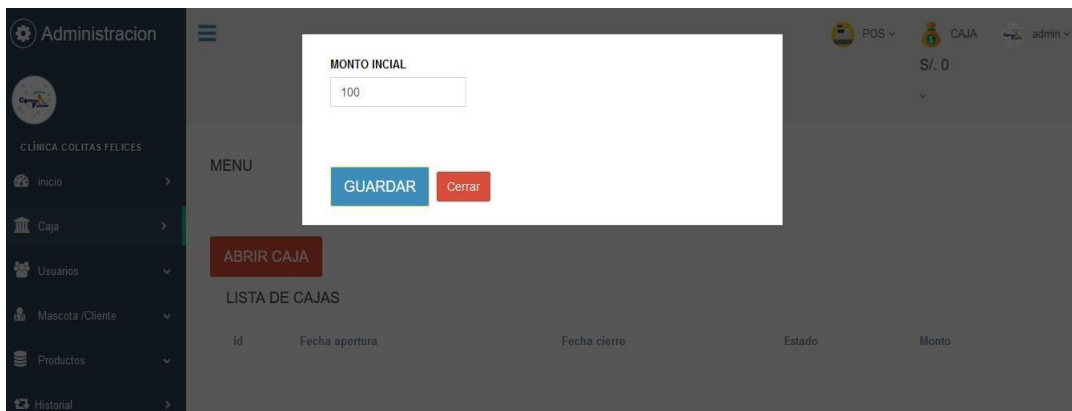 Administracion
POS
CAJA
admin
S/. 0
MONTO INCIAL
100
CLÍNICA COLITAS FELICES
MENU
inicio
GUARDAR
Cerrar
Caja
ABRIR CAJA
Usuarios
LISTA DE CAJAS
Mascota /Cliente
id Fecha apertura Fecha cierre Estado Monto
Productos
Historial